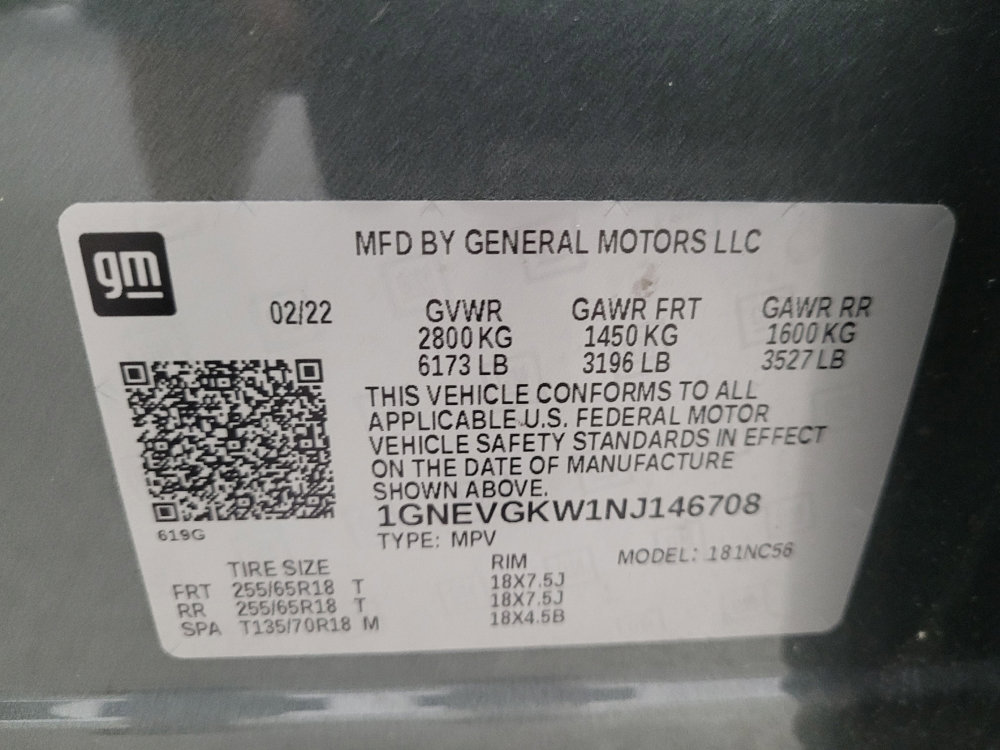 gm
MFD BY GENERAL MOTORS LLC
02/22 GVWR GAWR FRT GAWR RR
2800 KG 1450 KG 1600 KG
6173 LB 3196 LB 3527 LB
THIS VEHICLE CONFORMS TO ALL
APPLICABLE U.S. FEDERAL MOTOR
VEHICLE SAFETY STANDARDS IN EFFECT
ON THE DATE OF MANUFACTURE
SHOWN ABOVE.
1GNEVGKW1NJ146708
619G
TYPE: MPV MODEL: 181NC56
TIRE SIZE RIM
FRT 255/65R18 T 18X7.5J
RR 255/65R18 T 18X7.5J
SPA T135/70R18 M 18X4.5B